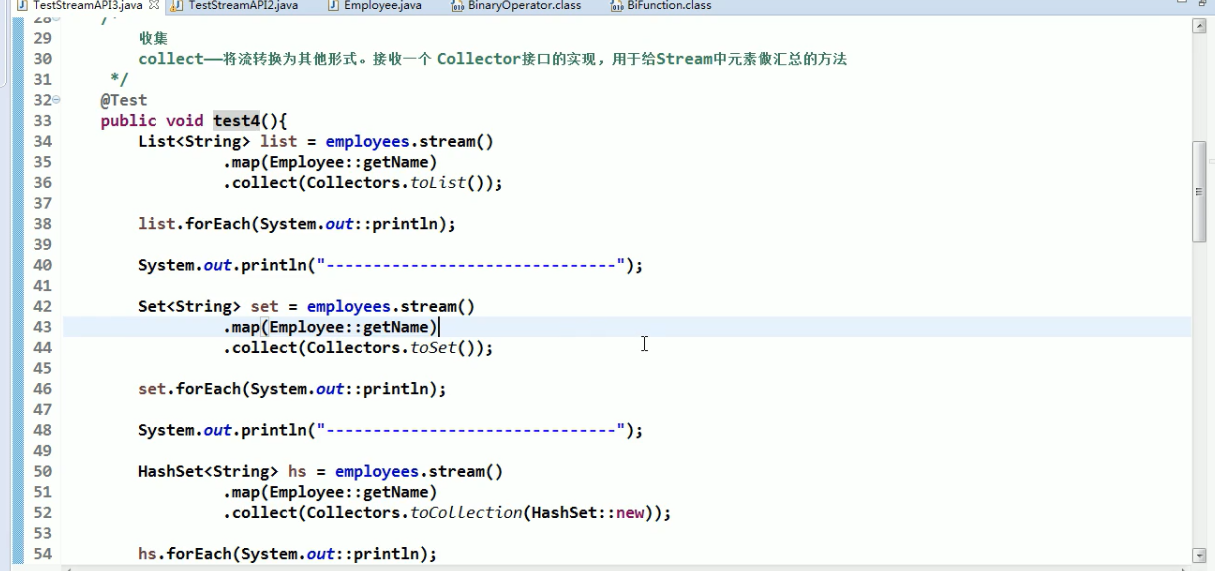 TestStreamAPI3.java TestStreamAPI2.java Employee.java BinaryOperator.class BiFunction.class
28 /*
29 收集
30 collect——将流转换为其他形式。接收一个 Collector接口的实现，用于给Stream中元素做汇总的方法
31 */
32 @Test
33 public void test4(){
34 List<String> list = employees.stream()
35 .map(Employee::getName)
36 .collect(Collectors.toList());
37
38 list.forEach(System.out::println);
39
40 System.out.println("-------------------------------");
41
42 Set<String> set = employees.stream()
43 .map(Employee::getName)
44 .collect(Collectors.toSet());
45
46 set.forEach(System.out::println);
47
48 System.out.println("-------------------------------");
49
50 HashSet<String> hs = employees.stream()
51 .map(Employee::getName)
52 .collect(Collectors.toCollection(HashSet::new));
53
54 hs.forEach(System.out::println);